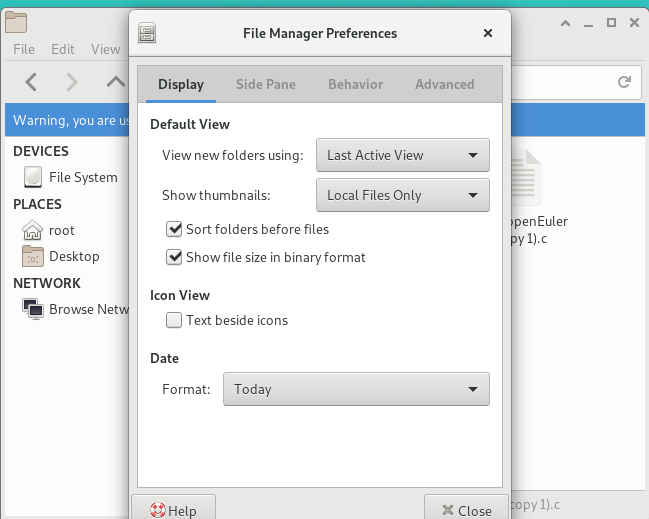 File Manager Preferences
File Edit View
Display Side Pane Behavior Advanced
Warning, you are
Default View
DEVICES
View new folders using: Last Active View
File System
Show thumbnails: Local Files Only
PLACES
root
Sort folders before files
openEuler
copy 1).c
Desktop
Show file size in binary format
NETWORK
Icon View
Browse
Text beside icons
Date
Format: Today
Help Close
copy 1).c